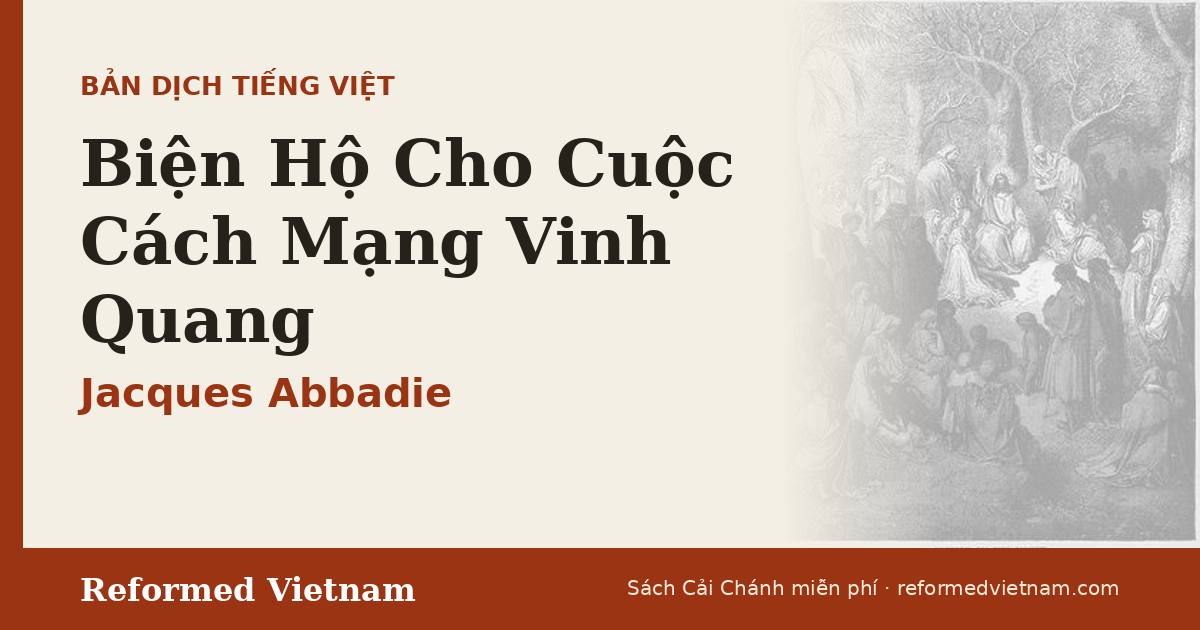 BẢN DỊCH TIẾNG VIỆT
Biện Hộ Cho Cuộc
Cách Mạng Vinh
Quang
Jacques Abbadie
Reformed Vietnam
Sách Cải Chánh miễn phí · reformedvietnam.com